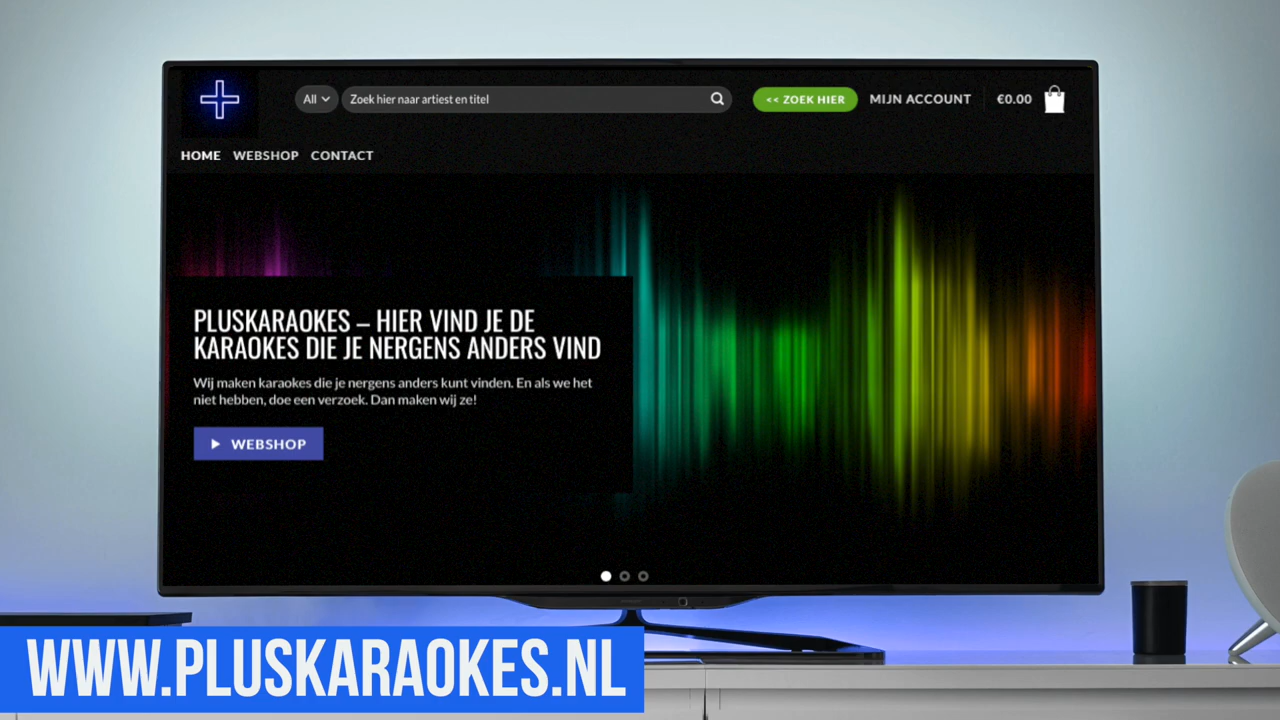 All
Zoek hier naar artiest en titel
<< ZOEK HIER
MIJN ACCOUNT
€0.00
HOME WEBSHOP CONTACT
PLUSKARAOKES – HIER VIND JE DE
KARAOKES DIE JE NERGENS ANDERS VIND
Wij maken karaokes die je nergens anders kunt vinden. En als we het
niet hebben, doe een verzoek. Dan maken wij ze!
WEBSHOP
WWW.PLUSKARAOKES.NL